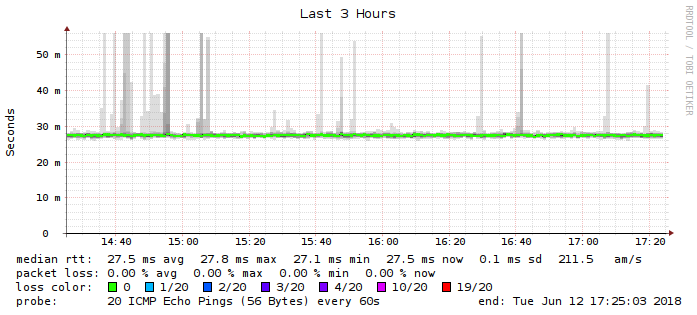 Last 3 Hours
RRDTOOL / TOBI OETIKER
Seconds
50 m
40 m
30 m
20 m
10 m
0
14:40 15:00 15:20 15:40 16:00 16:20 16:40 17:00 17:20
median rtt: 27.5 ms avg 27.8 ms max 27.1 ms min 27.5 ms now 0.1 ms sd 211.5 am/s
packet loss: 0.00 % avg 0.00 % max 0.00 % min 0.00 % now
loss color: 0 1/20 2/20 3/20 4/20 10/20 19/20
probe: 20 ICMP Echo Pings (56 Bytes) every 60s end: Tue Jun 12 17:25:03 2018